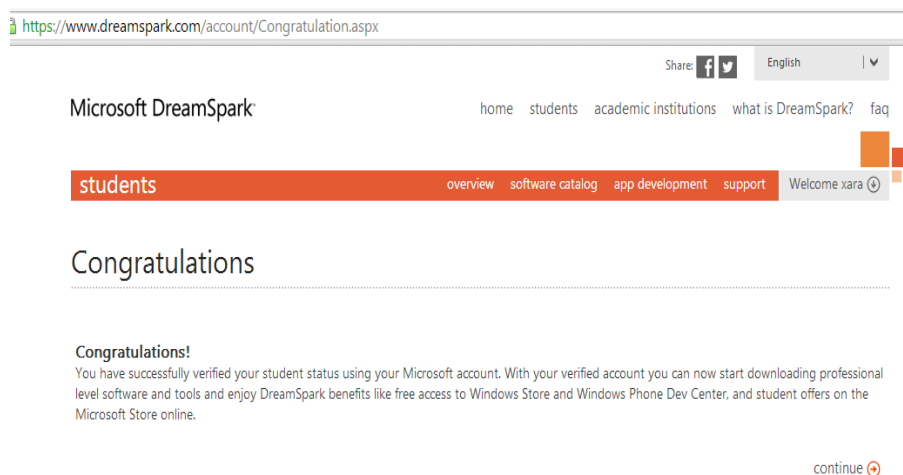 https://www.dreamspark.com/account/Congratulation.aspx
Share: English
Microsoft DreamSpark
home students academic institutions what is DreamSpark? faq
students
overview software catalog app development support Welcome xara
Congratulations
Congratulations!
You have successfully verified your student status using your Microsoft account. With your verified account you can now start downloading professional
level software and tools and enjoy DreamSpark benefits like free access to Windows Store and Windows Phone Dev Center, and student offers on the
Microsoft Store online.
continue